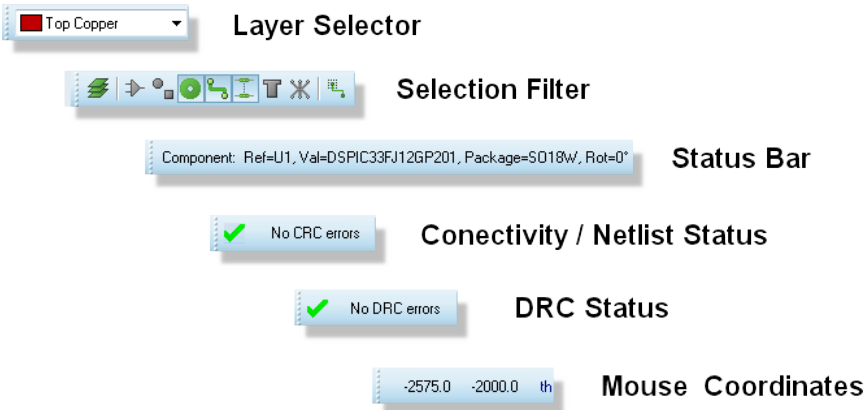 Top Copper Layer Selector
Selection Filter
Component: Ref=U1, Val=DSPIC33FJ12GP201, Package=SO18W, Rot=0° Status Bar
No CRC errors Conectivity / Netlist Status
No DRC errors DRC Status
-2575.0 -2000.0 th Mouse Coordinates